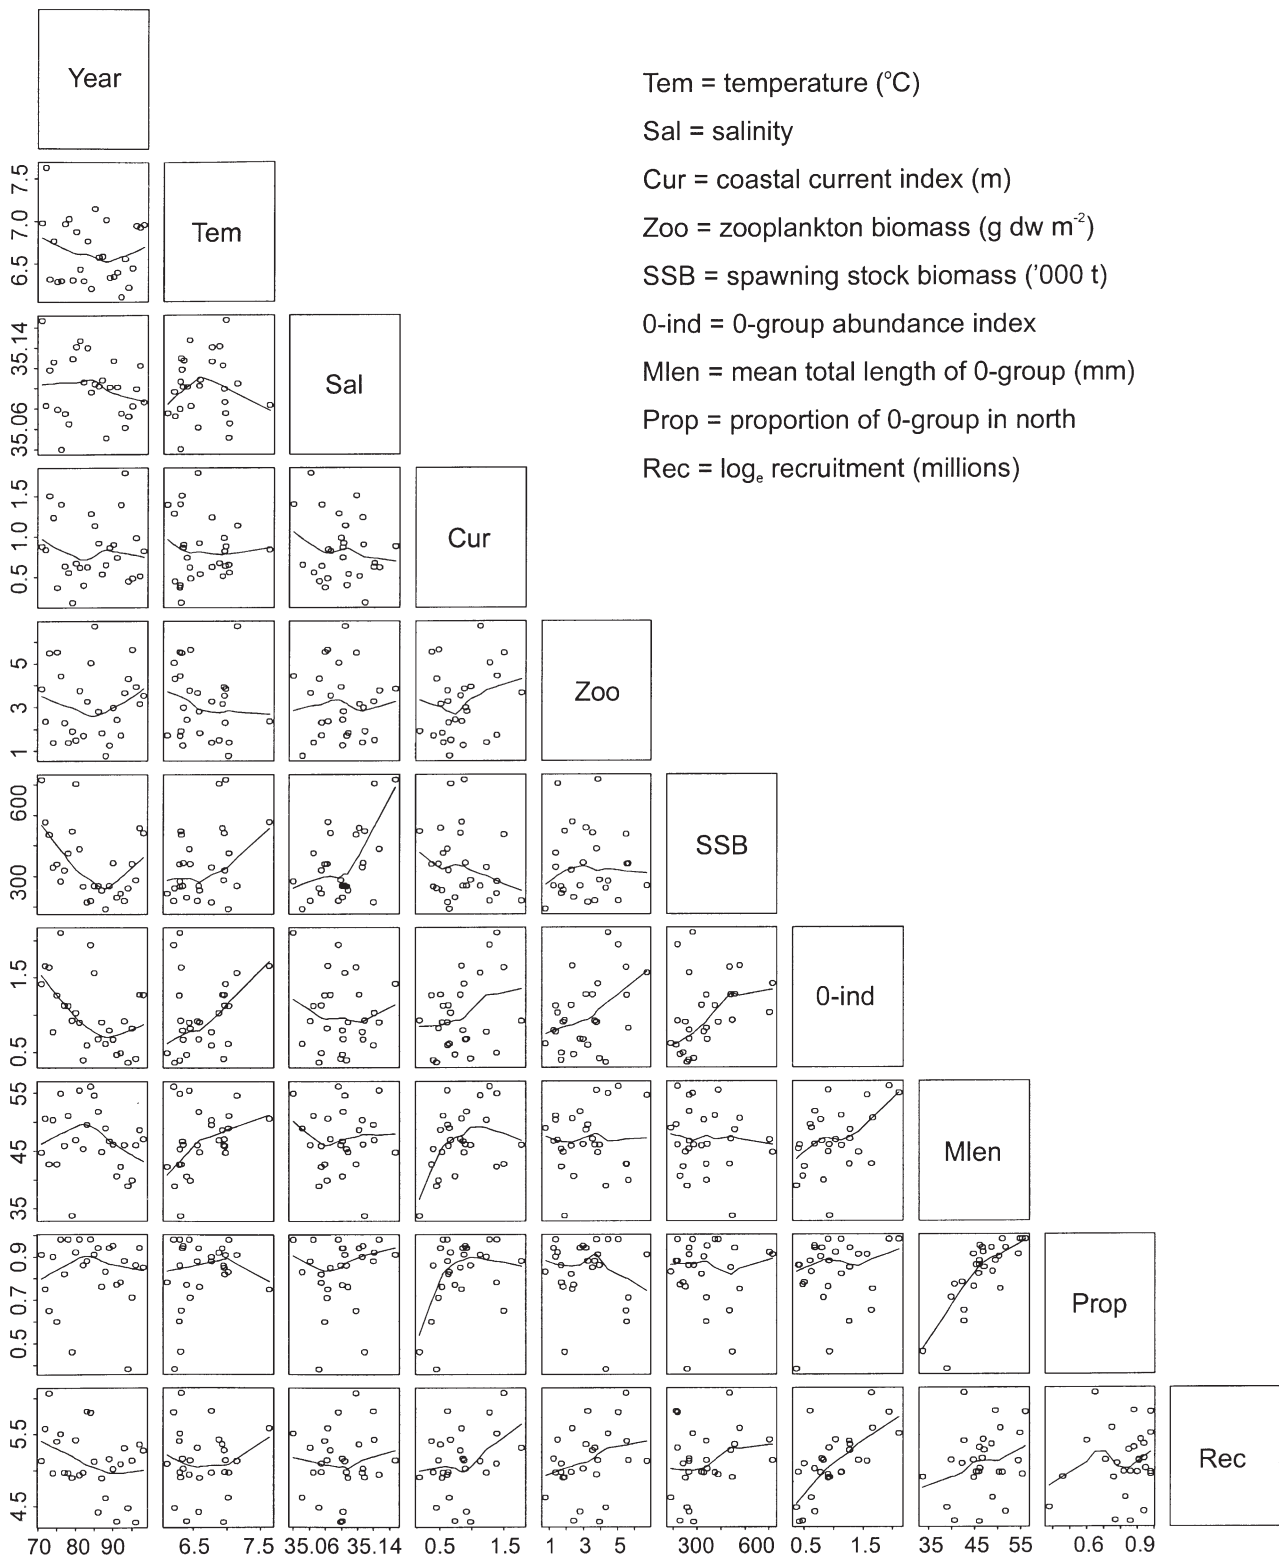 Year
Tem = temperature (°C)
Sal = salinity
Cur = coastal current index (m)
Zoo = zooplankton biomass (g dw m-2)
SSB = spawning stock biomass ('000 t)
0-ind = 0-group abundance index
Mlen = mean total length of 0-group (mm)
Prop = proportion of 0-group in north
Rec = loge recruitment (millions)
6.5 7.0 7.5
Tem
35.06 35.14
Sal
0.5 1.0 1.5
Cur
1 3 5
Zoo
300 600
SSB
0.5 1.5
0-ind
35 45 55
Mlen
0.5 0.7 0.9
Prop
4.5 5.5
Rec
70 80 90 6.5 7.5 35.06 35.14 0.5 1.5 1 3 5 300 600 0.5 1.5 35 45 55 0.6 0.9